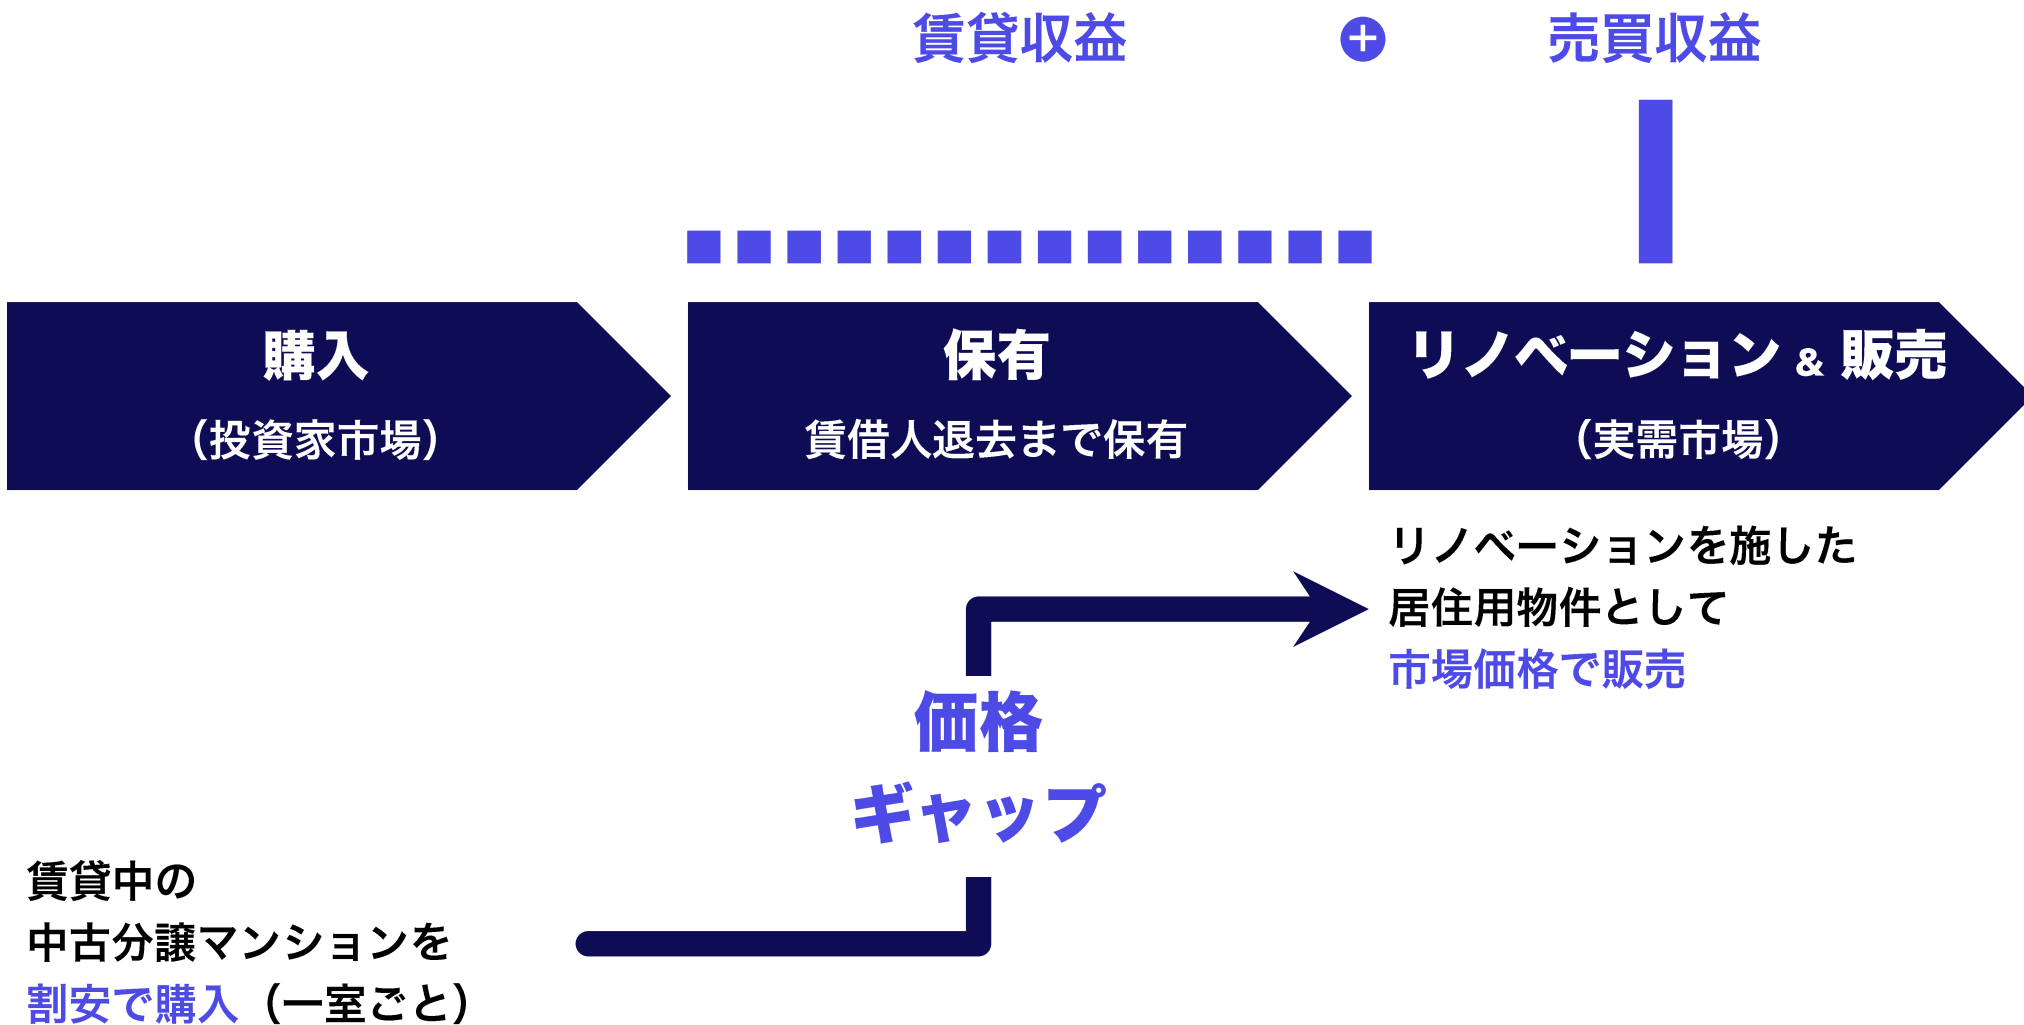 賃貸収益 + 売買収益
購入
（投資家市場）
保有
賃借人退去まで保有
リノベーション & 販売
（実需市場）
リノベーションを施した
居住用物件として
市場価格で販売
価格
ギャップ
賃貸中の
中古分譲マンションを
割安で購入（一室ごと）